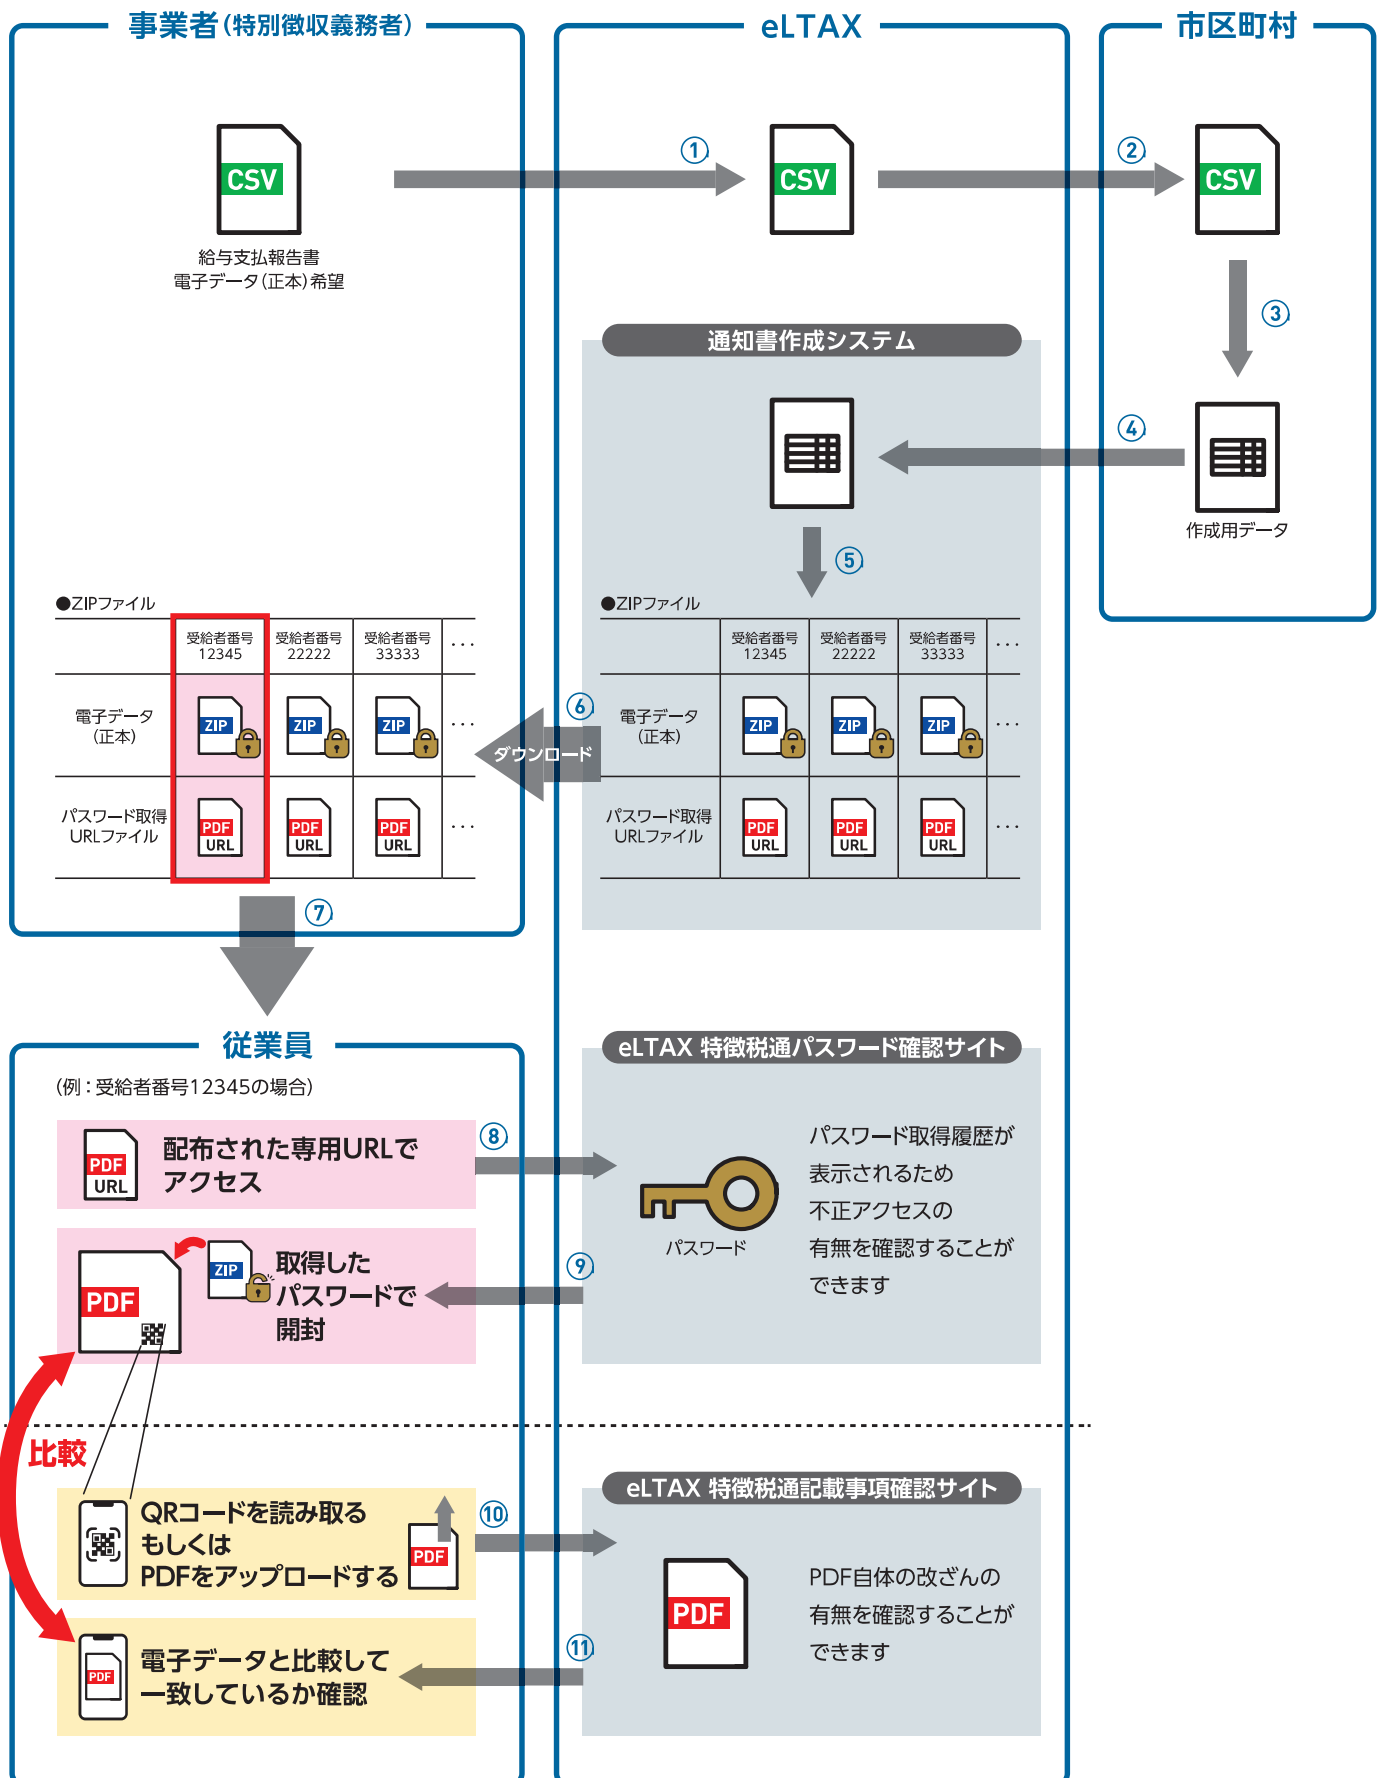 事業者(特別徴収義務者)
eLTAX
市区町村
①
②
CSV
CSV
CSV
給与支払報告書
電子データ(正本)希望
③
通知書作成システム
④
作成用データ
⑤
●ZIPファイル
受給者番号
12345
受給者番号
22222
受給者番号
33333
···
電子データ
(正本)
ZIP
ZIP
ZIP
···
パスワード取得
URLファイル
PDF
URL
PDF
URL
PDF
URL
···
⑥
ダウンロード
●ZIPファイル
受給者番号
12345
受給者番号
22222
受給者番号
33333
···
電子データ
(正本)
ZIP
ZIP
ZIP
···
パスワード取得
URLファイル
PDF
URL
PDF
URL
PDF
URL
···
⑦
従業員
(例:受給者番号12345の場合)
PDF
URL
配布された専用URLで
アクセス
⑧
eLTAX 特徴税通パスワード確認サイト
パスワード
パスワード取得履歴が
表示されるため
不正アクセスの
有無を確認することが
できます
⑨
PDF
ZIP
取得した
パスワードで
開封
比較
QRコードを読み取る
もしくは
PDFをアップロードする
PDF
⑩
eLTAX 特徴税通記載事項確認サイト
PDF
PDF自体の改ざんの
有無を確認することが
できます
⑪
PDF
電子データと比較して
一致しているか確認